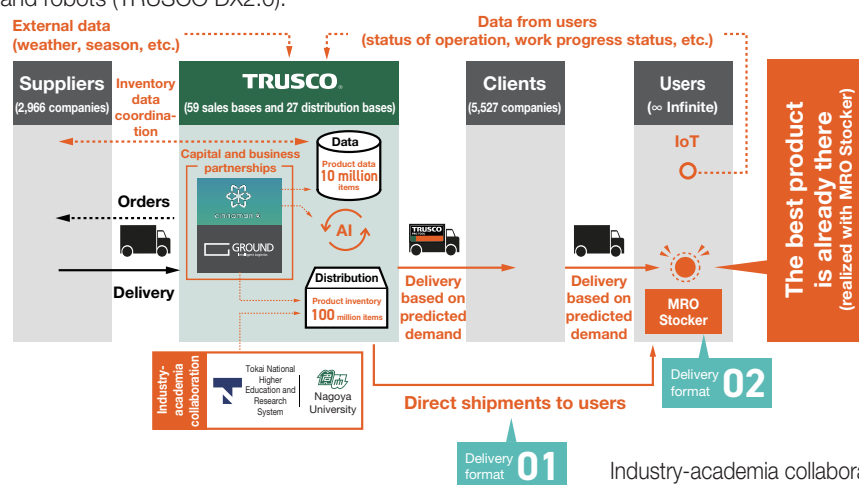 and robots (TRUSCO DX2.0).
External data
(weather, season, etc.)
Data from users
(status of operation, work progress status, etc.)
Suppliers
(2,966 companies)
Inventory
data
coordina-
tion
TRUSCO
(59 sales bases and 27 distribution bases)
Clients
(5,527 companies)
Users
(∞ Infinite)
IoT
Data
Product data
10 million
items
Capital and business
partnerships
cinnamon AI
GROUND
Intelligent Logistics
AI
Orders
Delivery
Distribution
Product inventory
100 million items
TRUSCO
Delivery
based on
predicted
demand
Delivery
based on
predicted
demand
MRO
Stocker
The best product
is already there
(realized with MRO Stocker)
Industry-
academia
collaboration
Tokai National
Higher
Education and
Research
System
Nagoya
University
Direct shipments to users
Delivery
format 01
Delivery
format 02
Industry-academia collabora